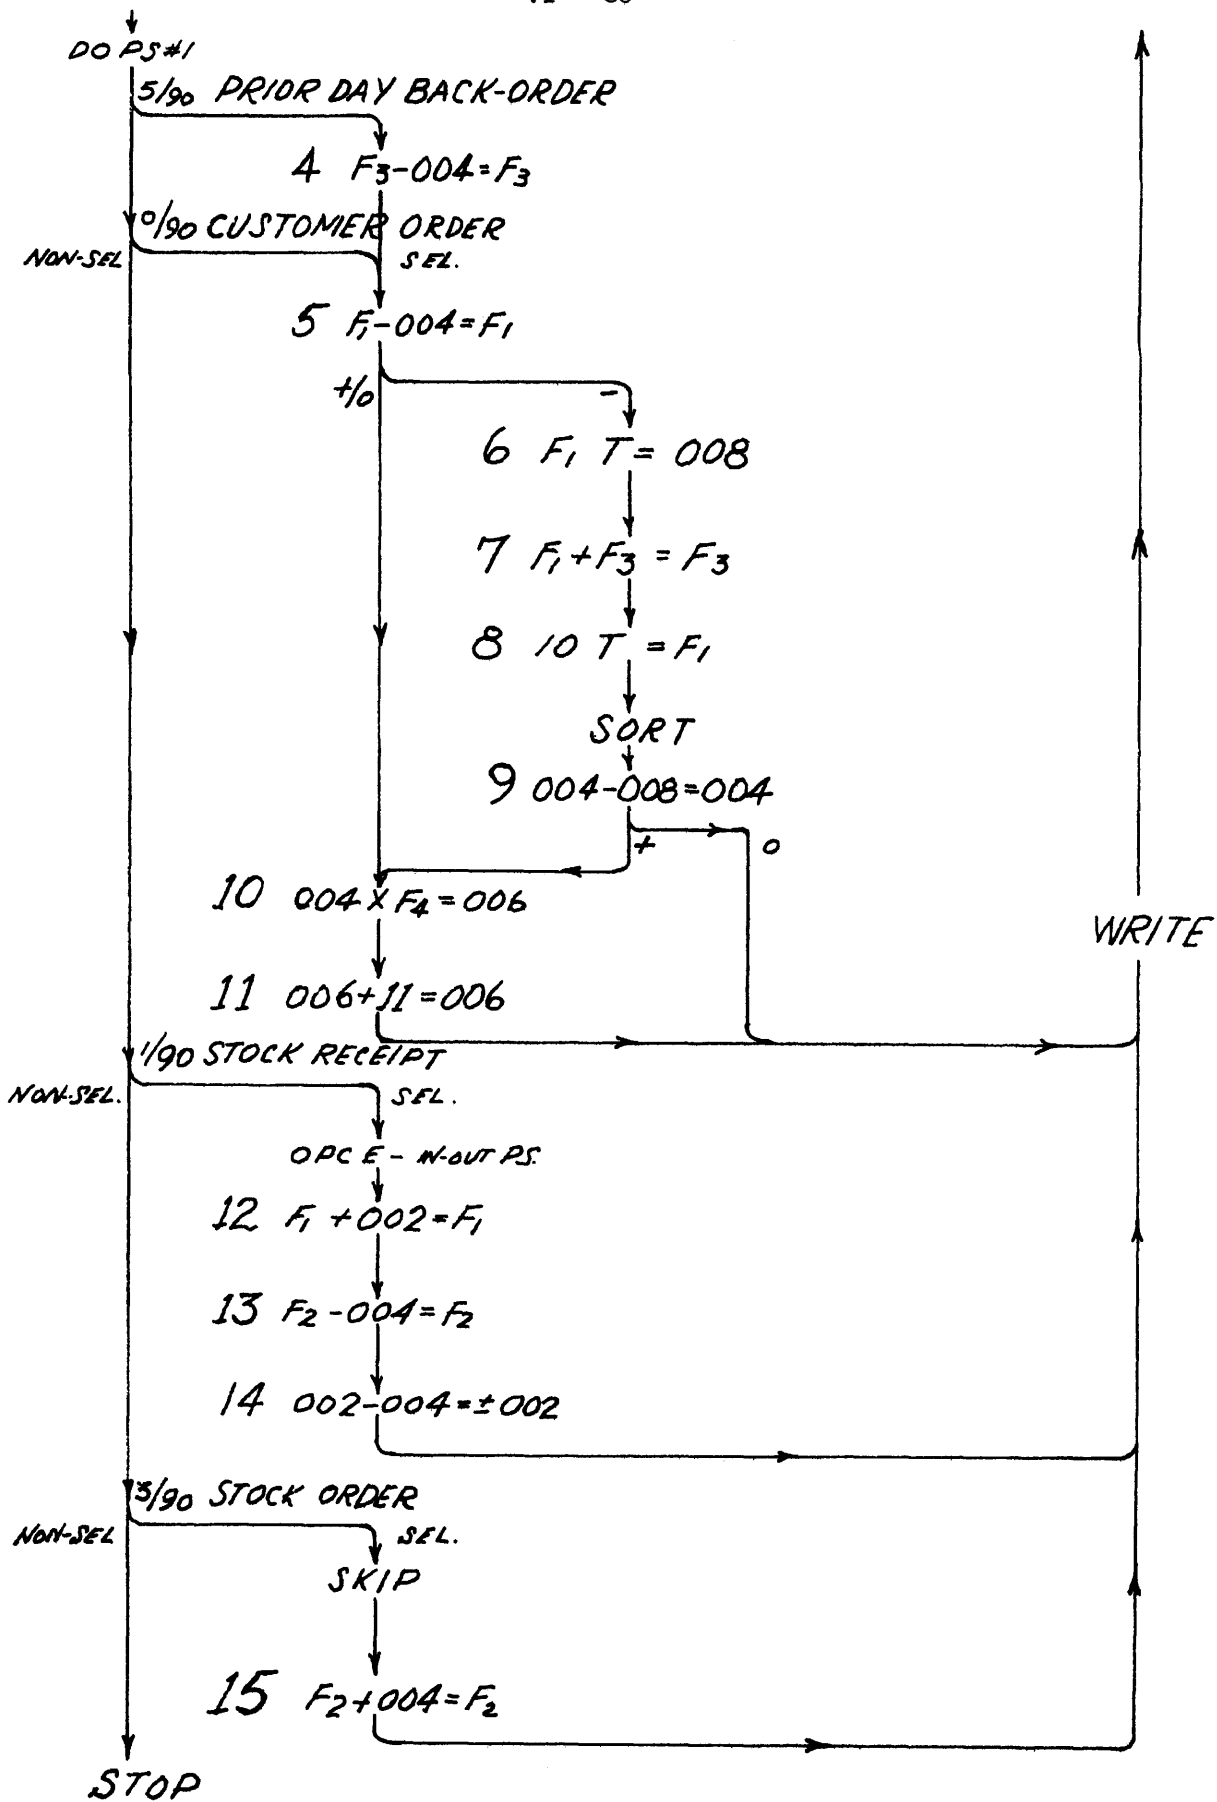 DO PS#1
5/90 PRIOR DAY BACK-ORDER
4 F3-004=F3
0/90 CUSTOMER ORDER
NON-SEL SEL.
5 F1-004=F1
+/0 -
6 F1 T= 008
7 F1+F3 = F3
8 10 T = F1
SORT
9 004-008=004
+ 0
10 004 X F4=006
WRITE
11 006+11=006
1/90 STOCK RECEIPT
NON-SEL. SEL.
OPC E - IN-OUT PS.
12 F1 +002=F1
13 F2 -004=F2
14 002-004=±002
3/90 STOCK ORDER
NON-SEL SEL.
SKIP
15 F2+004=F2
STOP